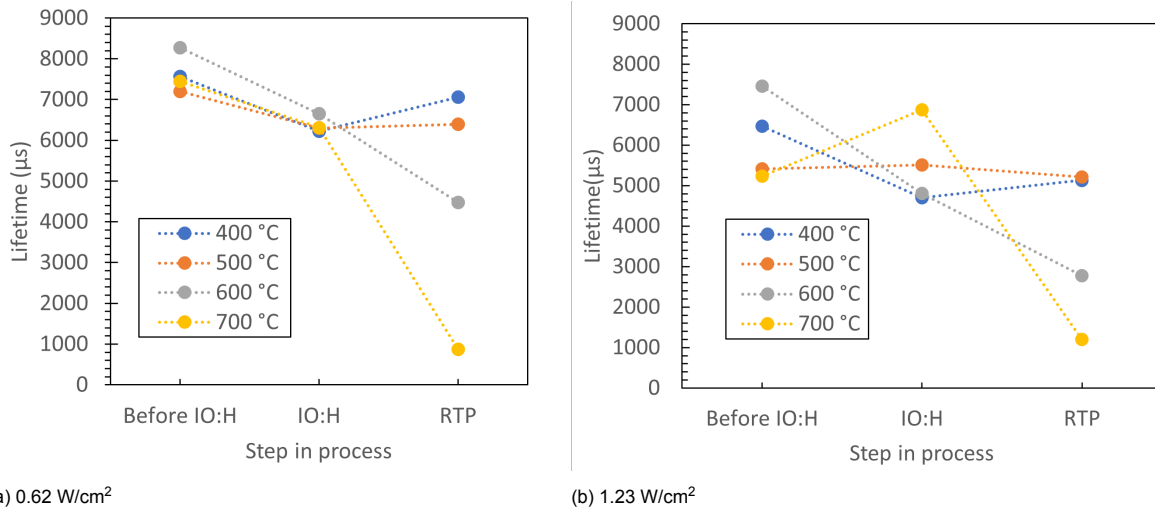 9000
8000
7000
6000
5000
4000
3000
2000
1000
0
Lifetime (µs)
400 °C
500 °C
600 °C
700 °C
Before IO:H IO:H RTP
Step in process
a) 0.62 W/cm²
9000
8000
7000
6000
5000
4000
3000
2000
1000
0
Lifetime(µs)
400 °C
500 °C
600 °C
700 °C
Before IO:H IO:H RTP
Step in process
(b) 1.23 W/cm²